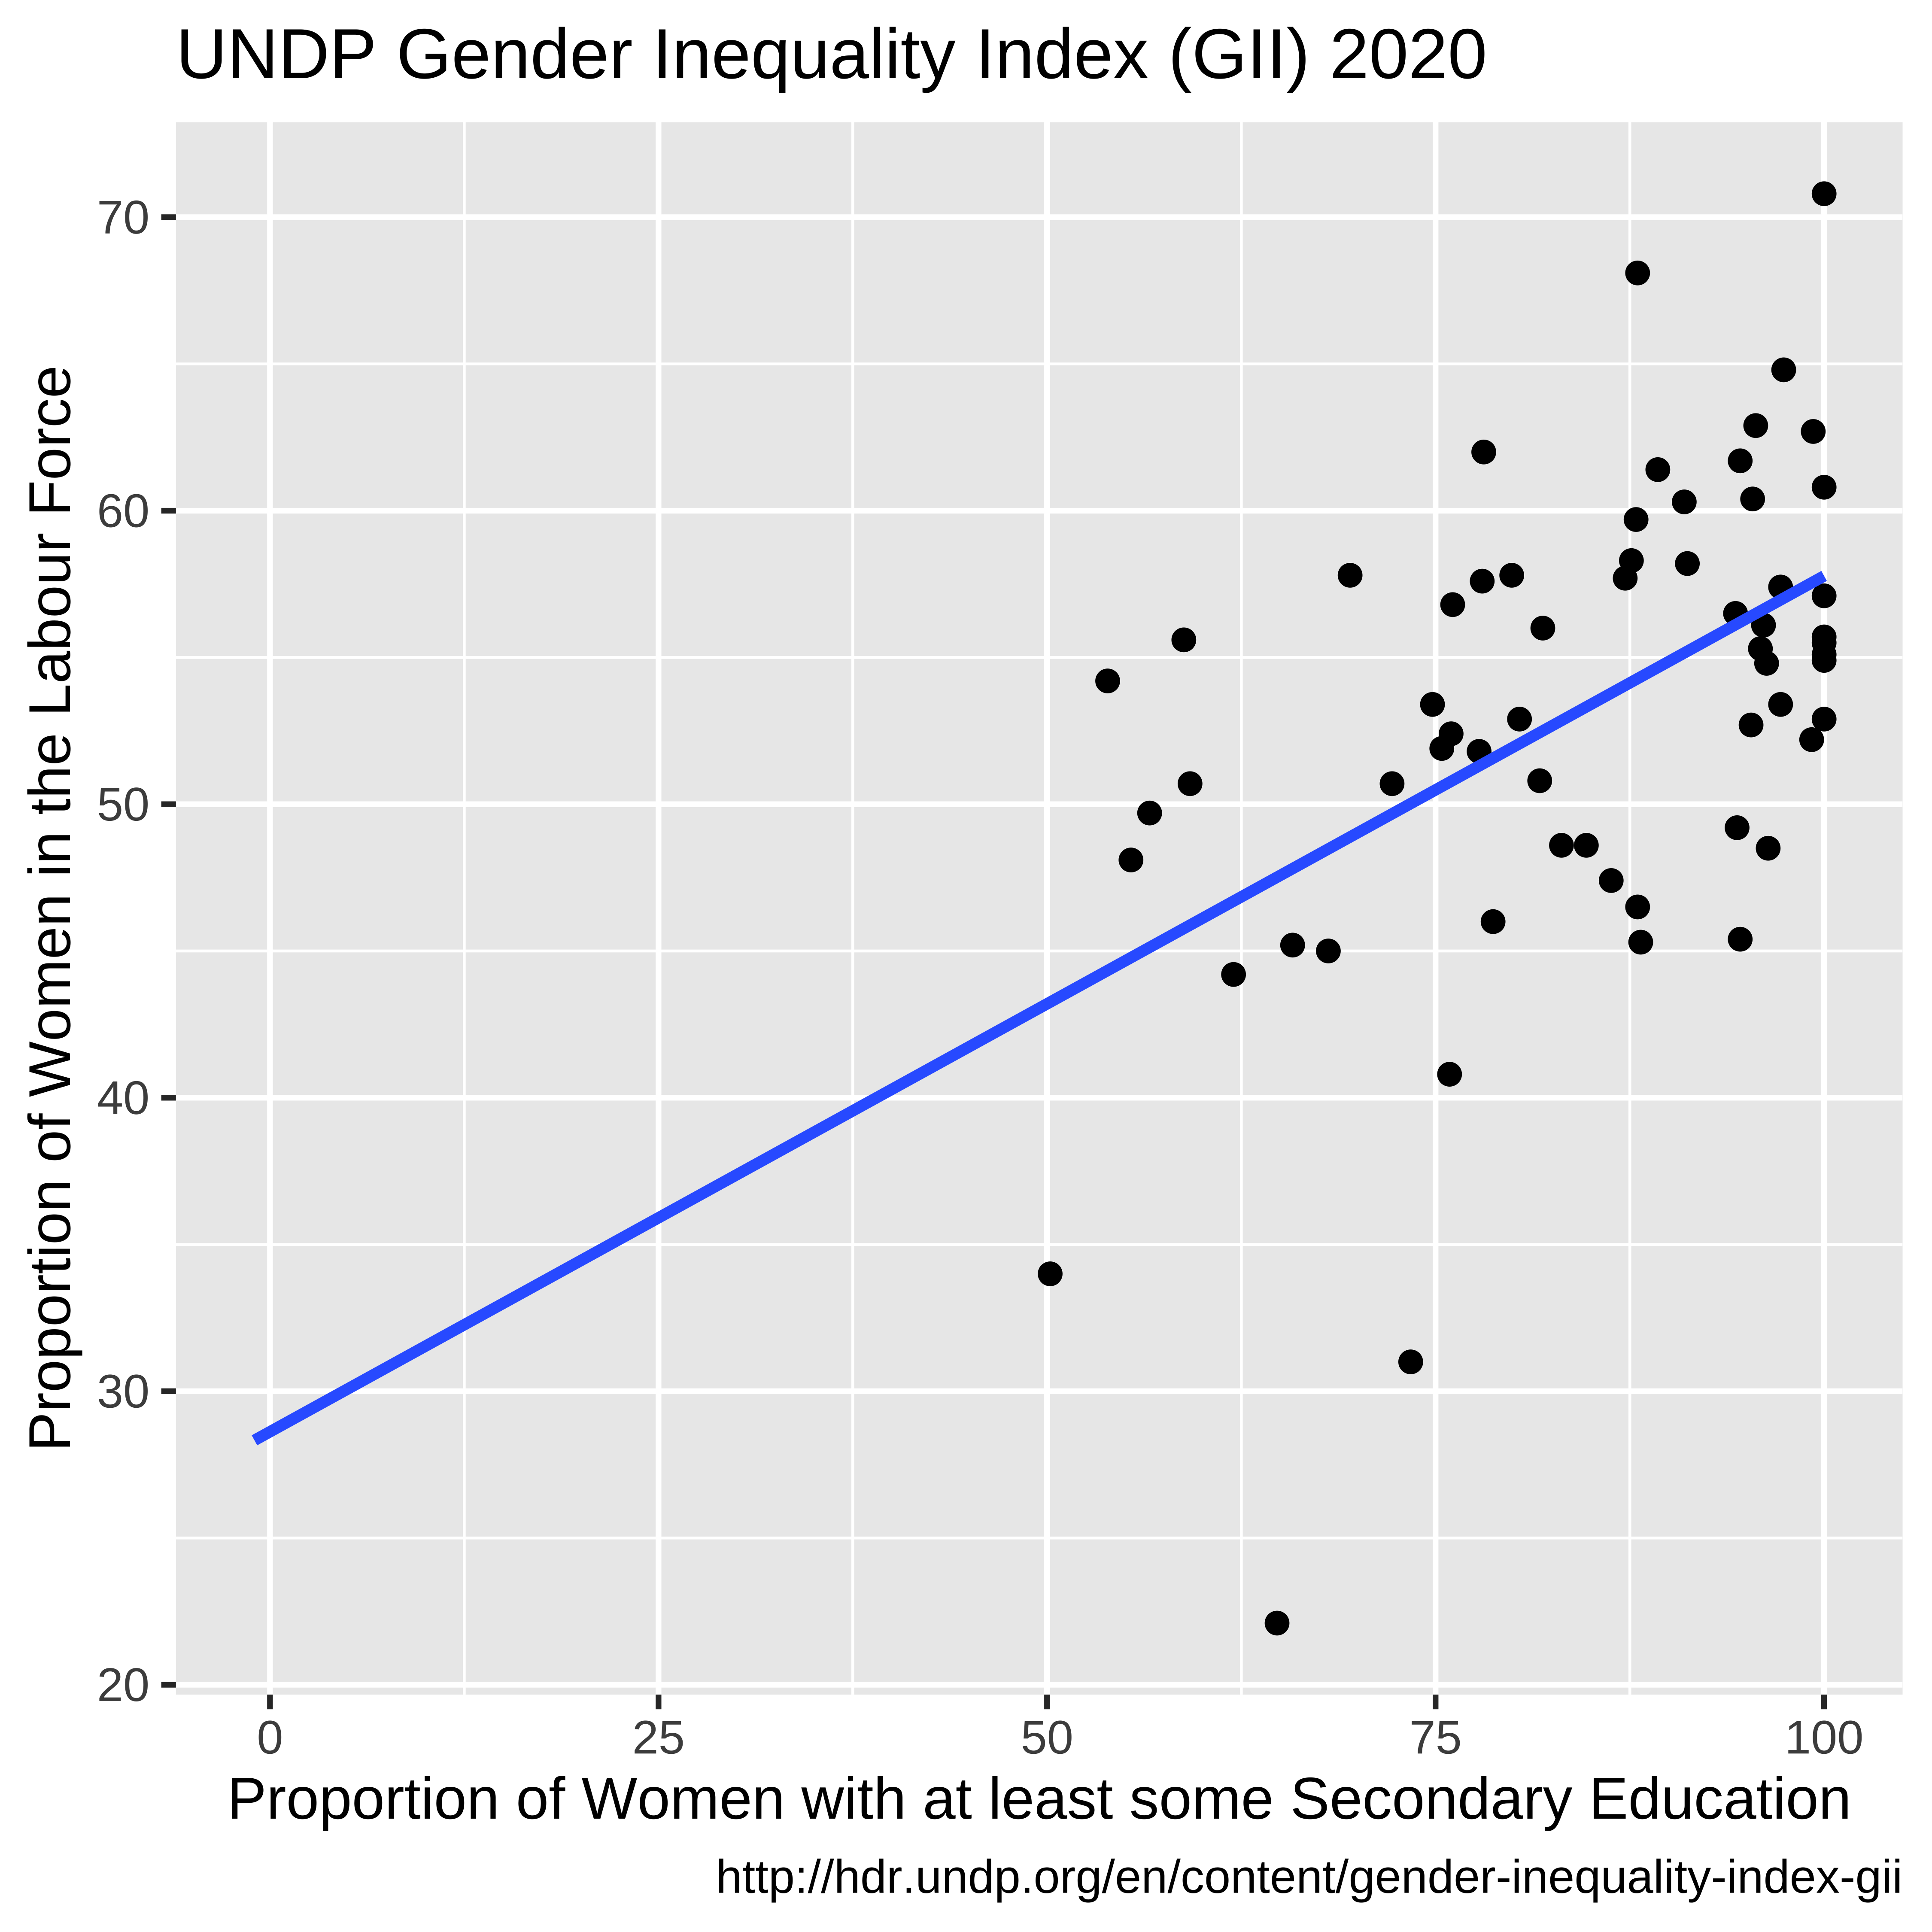 UNDP Gender Inequality Index (GII) 2020
Proportion of Women in the Labour Force
70
60
50
40
30
20
0 25 50 75 100
Proportion of Women with at least some Secondary Education
http://hdr.undp.org/en/content/gender-inequality-index-gii